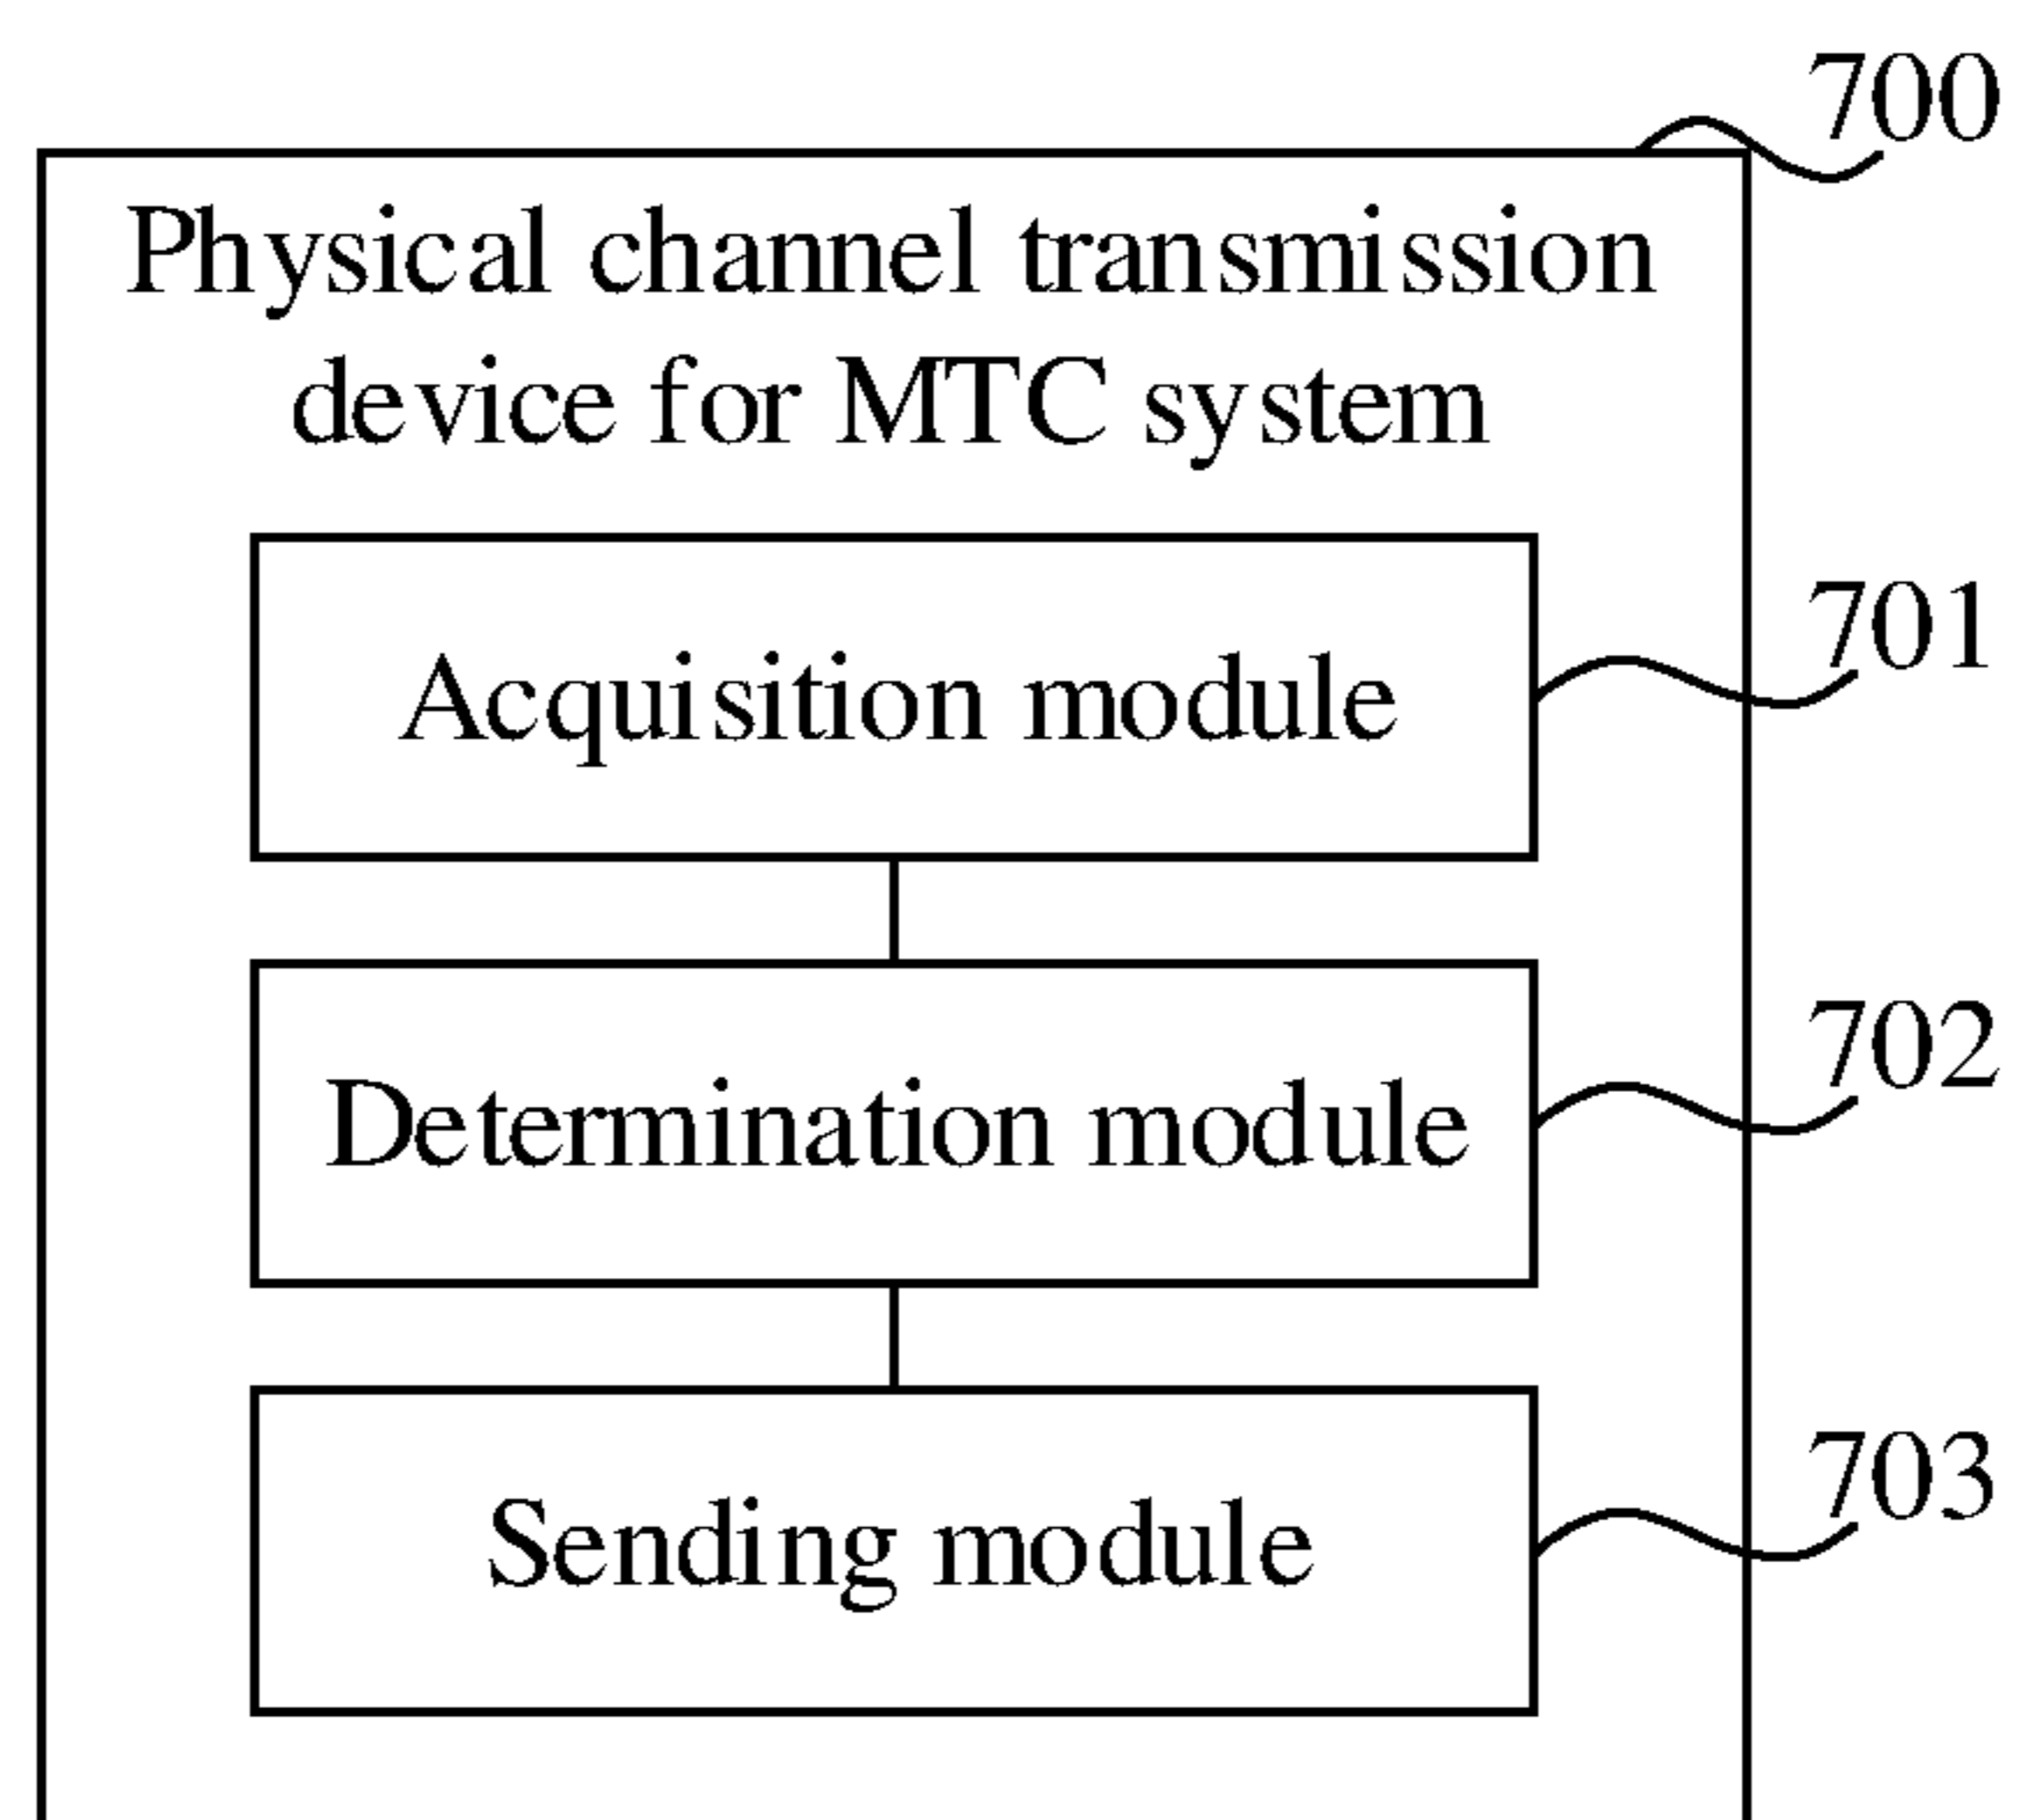 700
Physical channel transmission
device for MTC system
701
Acquisition module
702
Determination module
703
Sending module